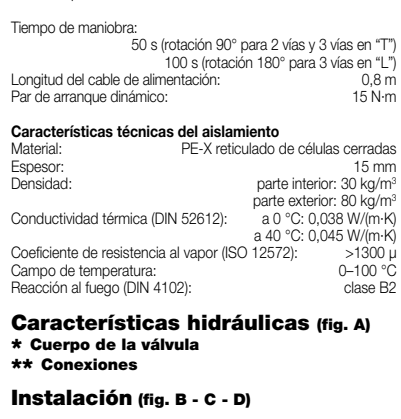 Tiempo de maniobra:
50 s (rotación 90° para 2 vías y 3 vías en “T”)
100 s (rotación 180° para 3 vías en “L”)
Longitud del cable de alimentación: 0,8 m
Par de arranque dinámico: 15 N·m
Características técnicas del aislamiento
Material: PE-X reticulado de células cerradas
Espesor: 15 mm
Densidad: parte interior: 30 kg/m³
parte exterior: 80 kg/m³
Conductividad térmica (DIN 52612): a 0 °C: 0,038 W/(m·K)
a 40 °C: 0,045 W/(m·K)
Coeficiente de resistencia al vapor (ISO 12572): >1300 µ
Campo de temperatura: 0–100 °C
Reacción al fuego (DIN 4102): clase B2
Características hidráulicas (fig. A)
* Cuerpo de la válvula
** Conexiones
Instalación (fig. B - C - D)